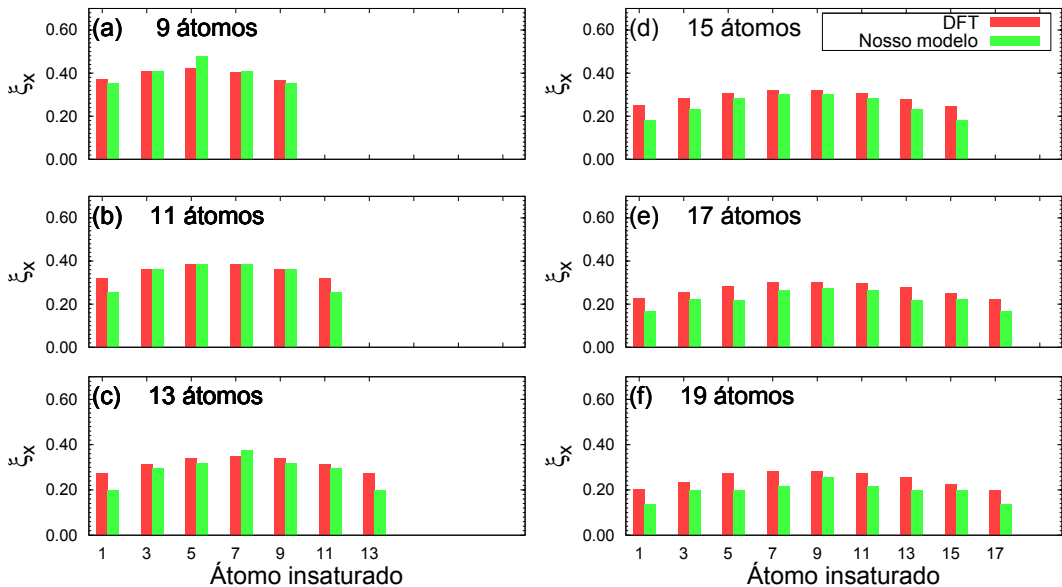 (a) 9 átomos
0.60
0.40
0.20
0.00
ξx
(b) 11 átomos
0.60
0.40
0.20
0.00
ξx
(c) 13 átomos
0.60
0.40
0.20
0.00
ξx
1 3 5 7 9 11 13
Átomo insaturado
(d) 15 átomos
DFT
Nosso modelo
0.60
0.40
0.20
0.00
ξx
(e) 17 átomos
0.60
0.40
0.20
0.00
ξx
(f) 19 átomos
0.60
0.40
0.20
0.00
ξx
1 3 5 7 9 11 13 15 17
Átomo insaturado